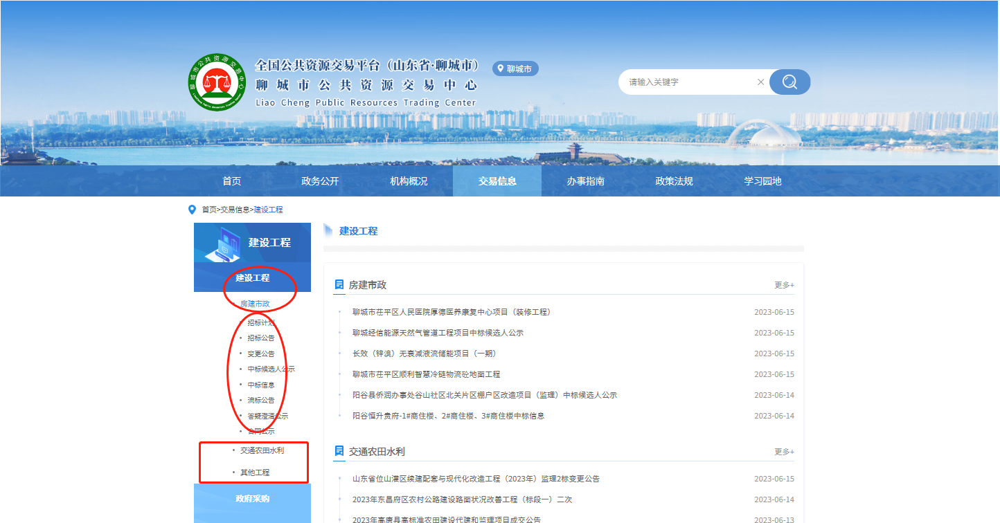 全国公共资源交易平台（山东省·聊城市）
聊城市
聊城市公共资源交易中心
Liao Cheng Public Resources Trading Center
聊城市公共资源交易中心
请输入关键字
首页 政务公开 机构概况 交易信息 办事指南 政策法规 学习园地
首页>交易信息>建设工程
建设工程
建设工程
房建市政
招标计划
招标公告
变更公告
中标候选人公示
中标信息
流标公告
答疑澄清公示
合同公示
交通农田水利
其他工程
政府采购
建设工程
房建市政 更多+
聊城市茌平区人民医院厚德医养康复中心项目（装修工程） 2023-06-15
聊城经信能源天然气管道工程项目中标候选人公示 2023-06-15
长效（锌溴）无衰减液流储能项目（一期） 2023-06-15
聊城市茌平区顺利智慧冷链物流砼地面工程 2023-06-15
阳谷县侨润办事处谷山社区北关片区棚户区改造项目（监理）中标候选人公示 2023-06-14
阳谷恒升贵府-1#商住楼、2#商住楼、3#商住楼中标信息 2023-06-14
交通农田水利 更多+
山东省位山灌区续建配套与现代化改造工程（2023年）监理2标变更公告 2023-06-15
2023年东昌府区农村公路建设路面状况改善工程（标段一）二次 2023-06-14
2023年高唐县高标准农田建设代建和监理项目成交公告 2023-06-13